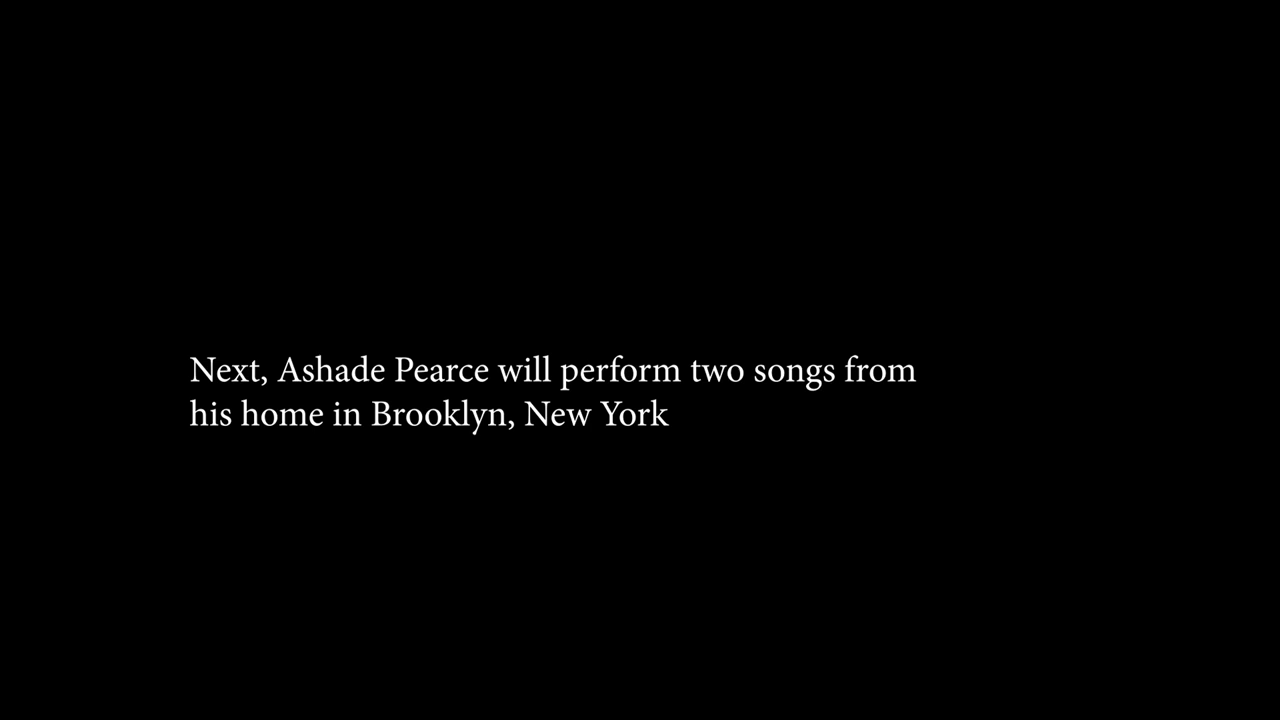 Next, Ashade Pearce will perform two songs from
his home in Brooklyn, New York